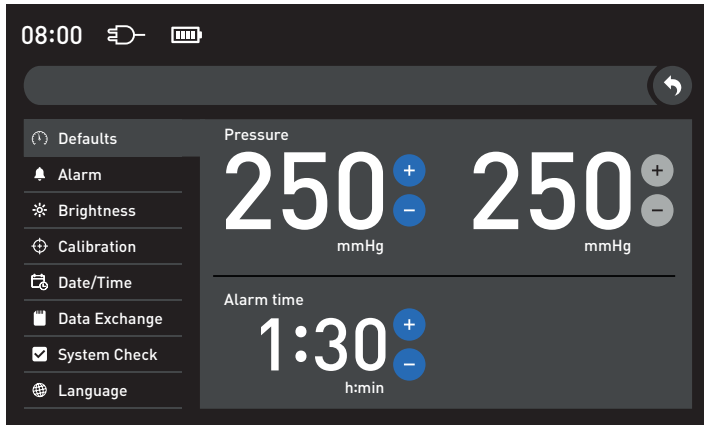 08:00
Defaults
Alarm
Brightness
Calibration
Date/Time
Data Exchange
System Check
Language
Pressure
250 + - 250 + -
mmHg mmHg
Alarm time
1:30 + -
h:min